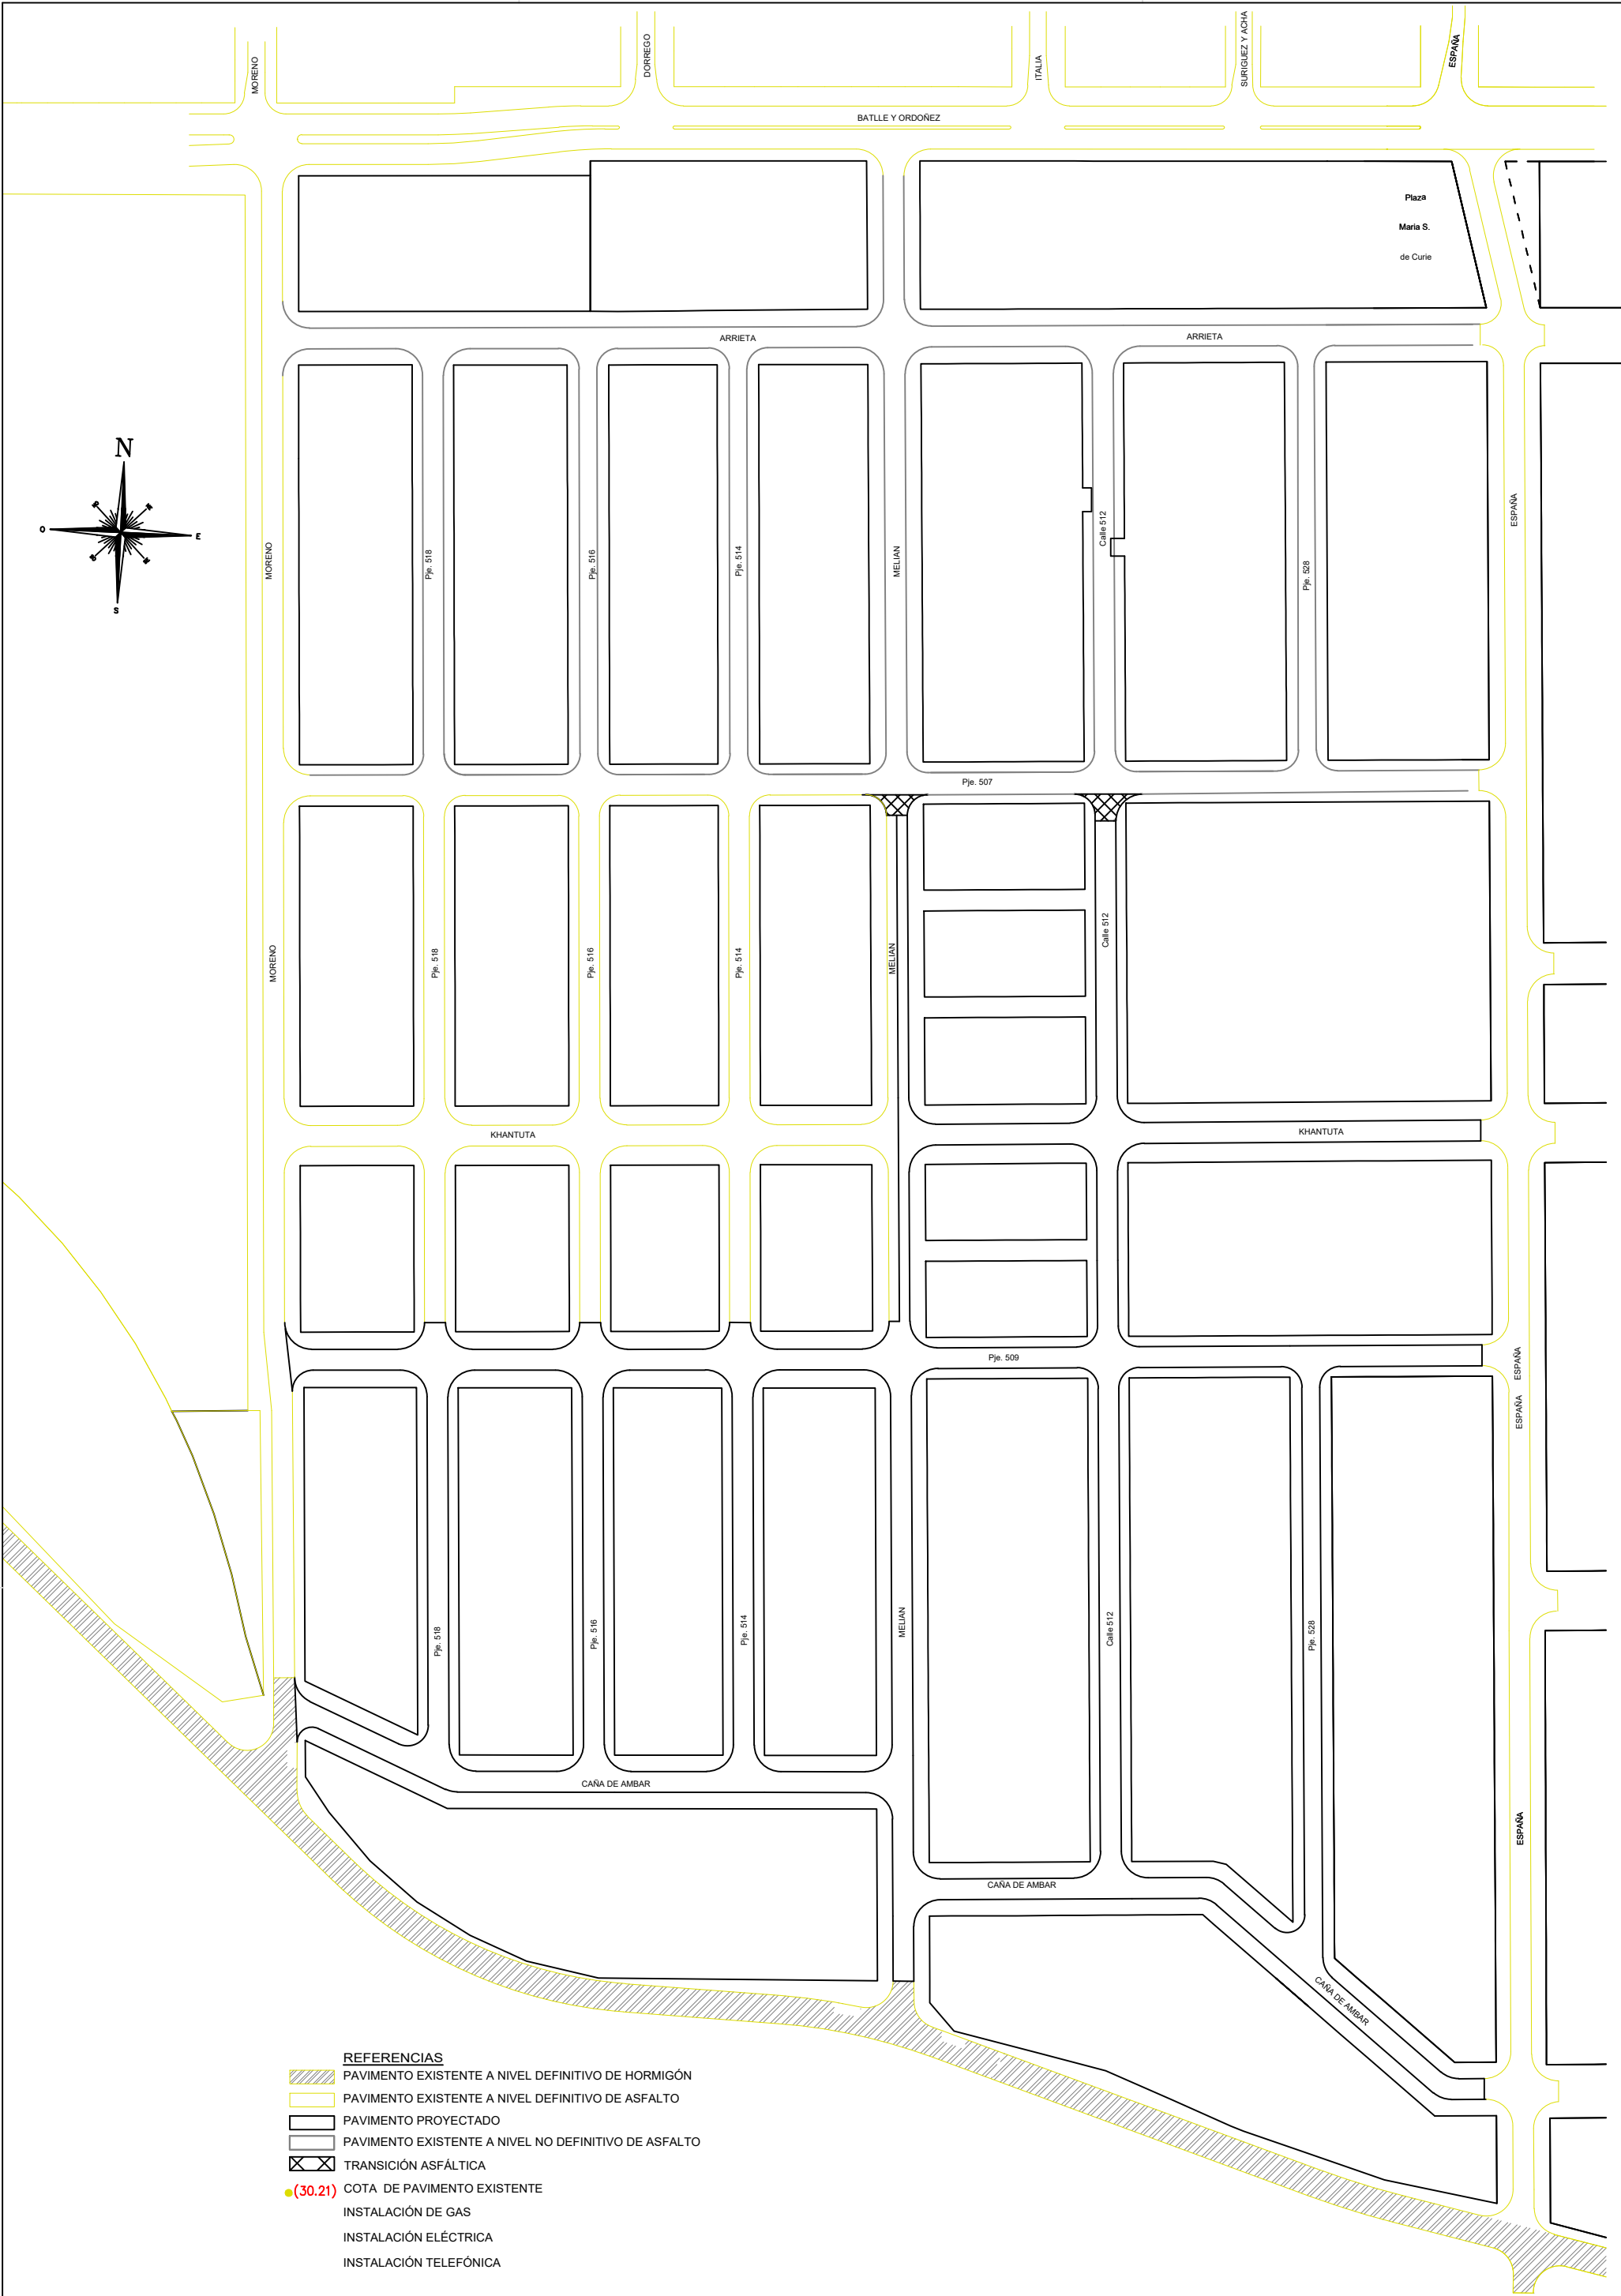 MORENO
DORREGO
ITALIA
SURIGUEZ Y ACHA
ESPAÑA
BATLLE Y ORDOÑEZ
Plaza
Maria S.
de Curie
ARRIETA
ARRIETA
N
O
E
S
MORENO
Pje. 518
Pje. 516
Pje. 514
MELIAN
Calle 512
Pje. 528
ESPAÑA
Pje. 507
MORENO
Pje. 518
Pje. 516
Pje. 514
MELIAN
Calle 512
KHANTUTA
KHANTUTA
Pje. 509
ESPAÑA
ESPAÑA
Pje. 518
Pje. 516
Pje. 514
MELIAN
Calle 512
Pje. 528
CAÑA DE AMBAR
ESPAÑA
CAÑA DE AMBAR
CAÑA DE AMBAR
REFERENCIAS
PAVIMENTO EXISTENTE A NIVEL DEFINITIVO DE HORMIGÓN
PAVIMENTO EXISTENTE A NIVEL DEFINITIVO DE ASFALTO
PAVIMENTO PROYECTADO
PAVIMENTO EXISTENTE A NIVEL NO DEFINITIVO DE ASFALTO
TRANSICIÓN ASFÁLTICA
(30.21) COTA DE PAVIMENTO EXISTENTE
INSTALACIÓN DE GAS
INSTALACIÓN ELÉCTRICA
INSTALACIÓN TELEFÓNICA